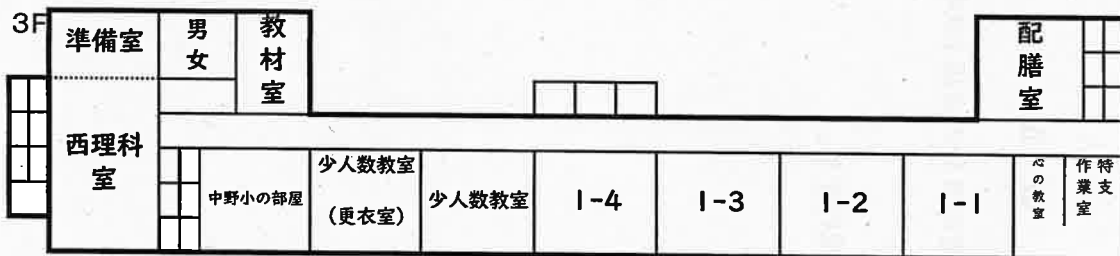 3F
準備室
男
女
教
材
室
配
膳
室
西理科
室
中野小の部屋
少人数教室
(更衣室)
少人数教室
1-4
1-3
1-2
1-1
心の教室
特支
作業室